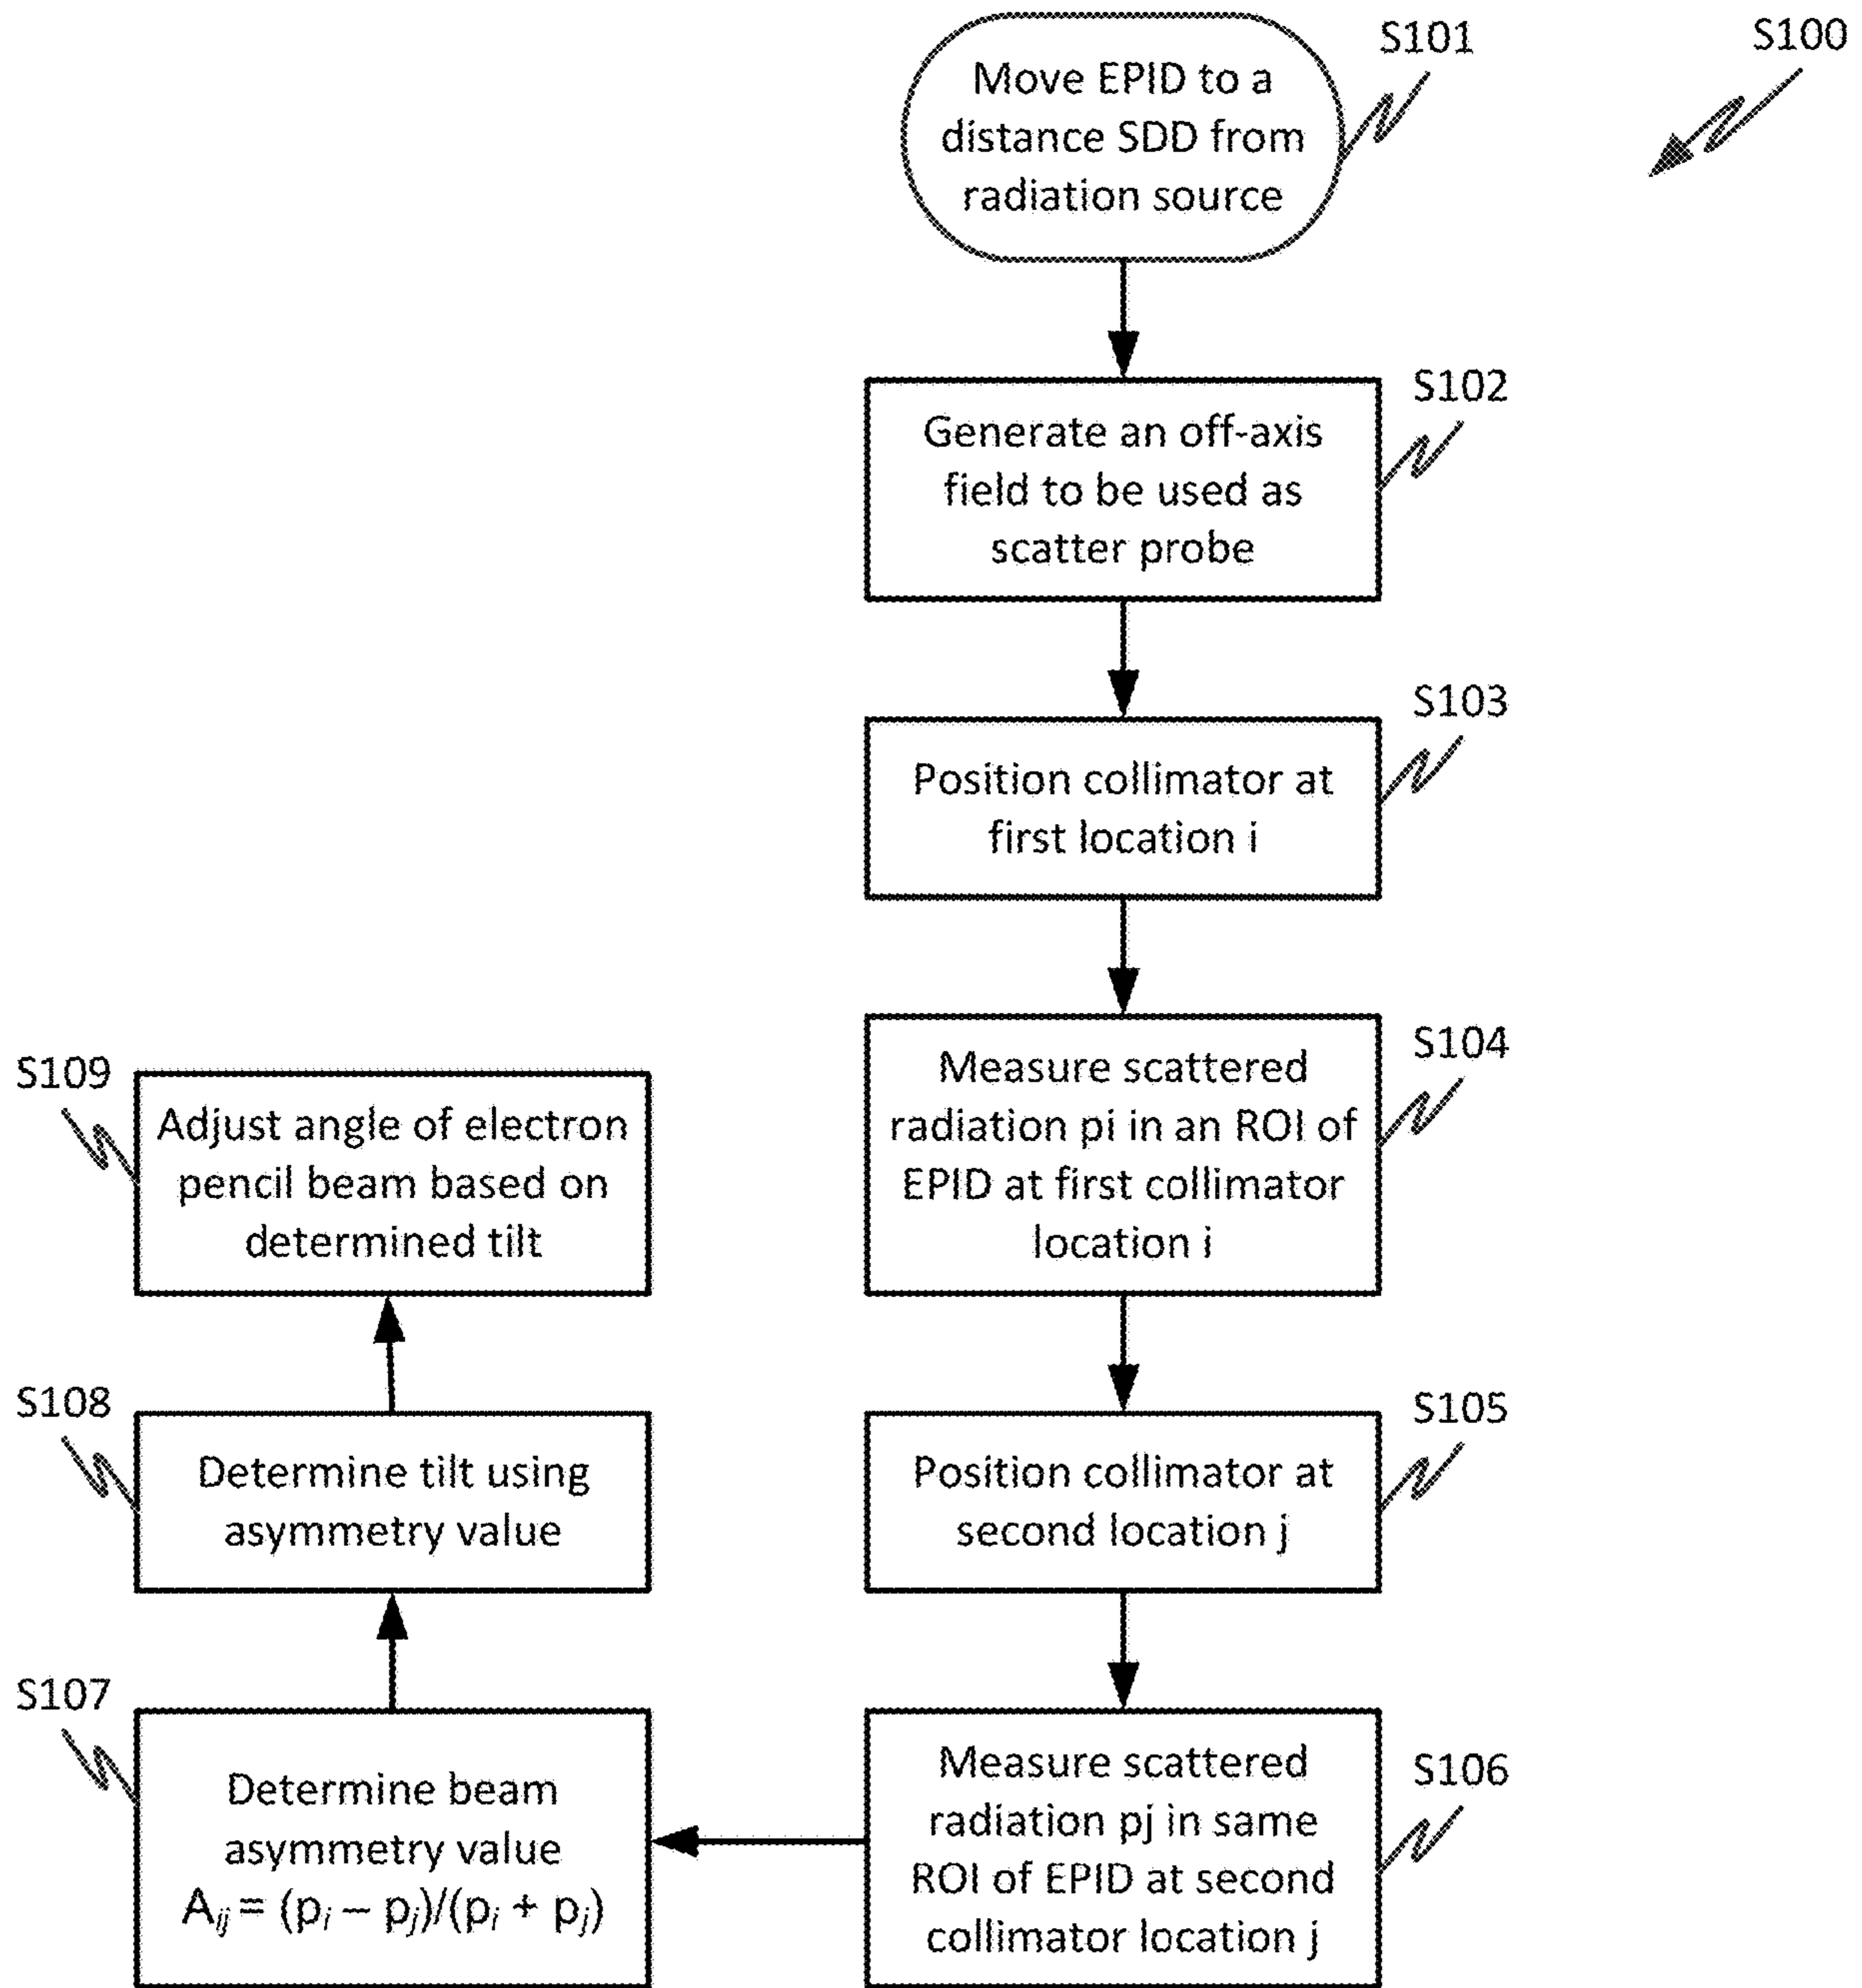 S100
S101
Move EPID to a
distance SDD from
radiation source
S102
Generate an off-axis
field to be used as
scatter probe
S103
Position collimator at
first location i
S104
Measure scattered
radiation pi in an ROI of
EPID at first collimator
location i
S105
Position collimator at
second location j
S106
Measure scattered
radiation pj in same
ROI of EPID at second
collimator location j
S107
Determine beam
asymmetry value
Aij = (pi – pj)/(pi + pj)
S108
Determine tilt using
asymmetry value
S109
Adjust angle of electron
pencil beam based on
determined tilt